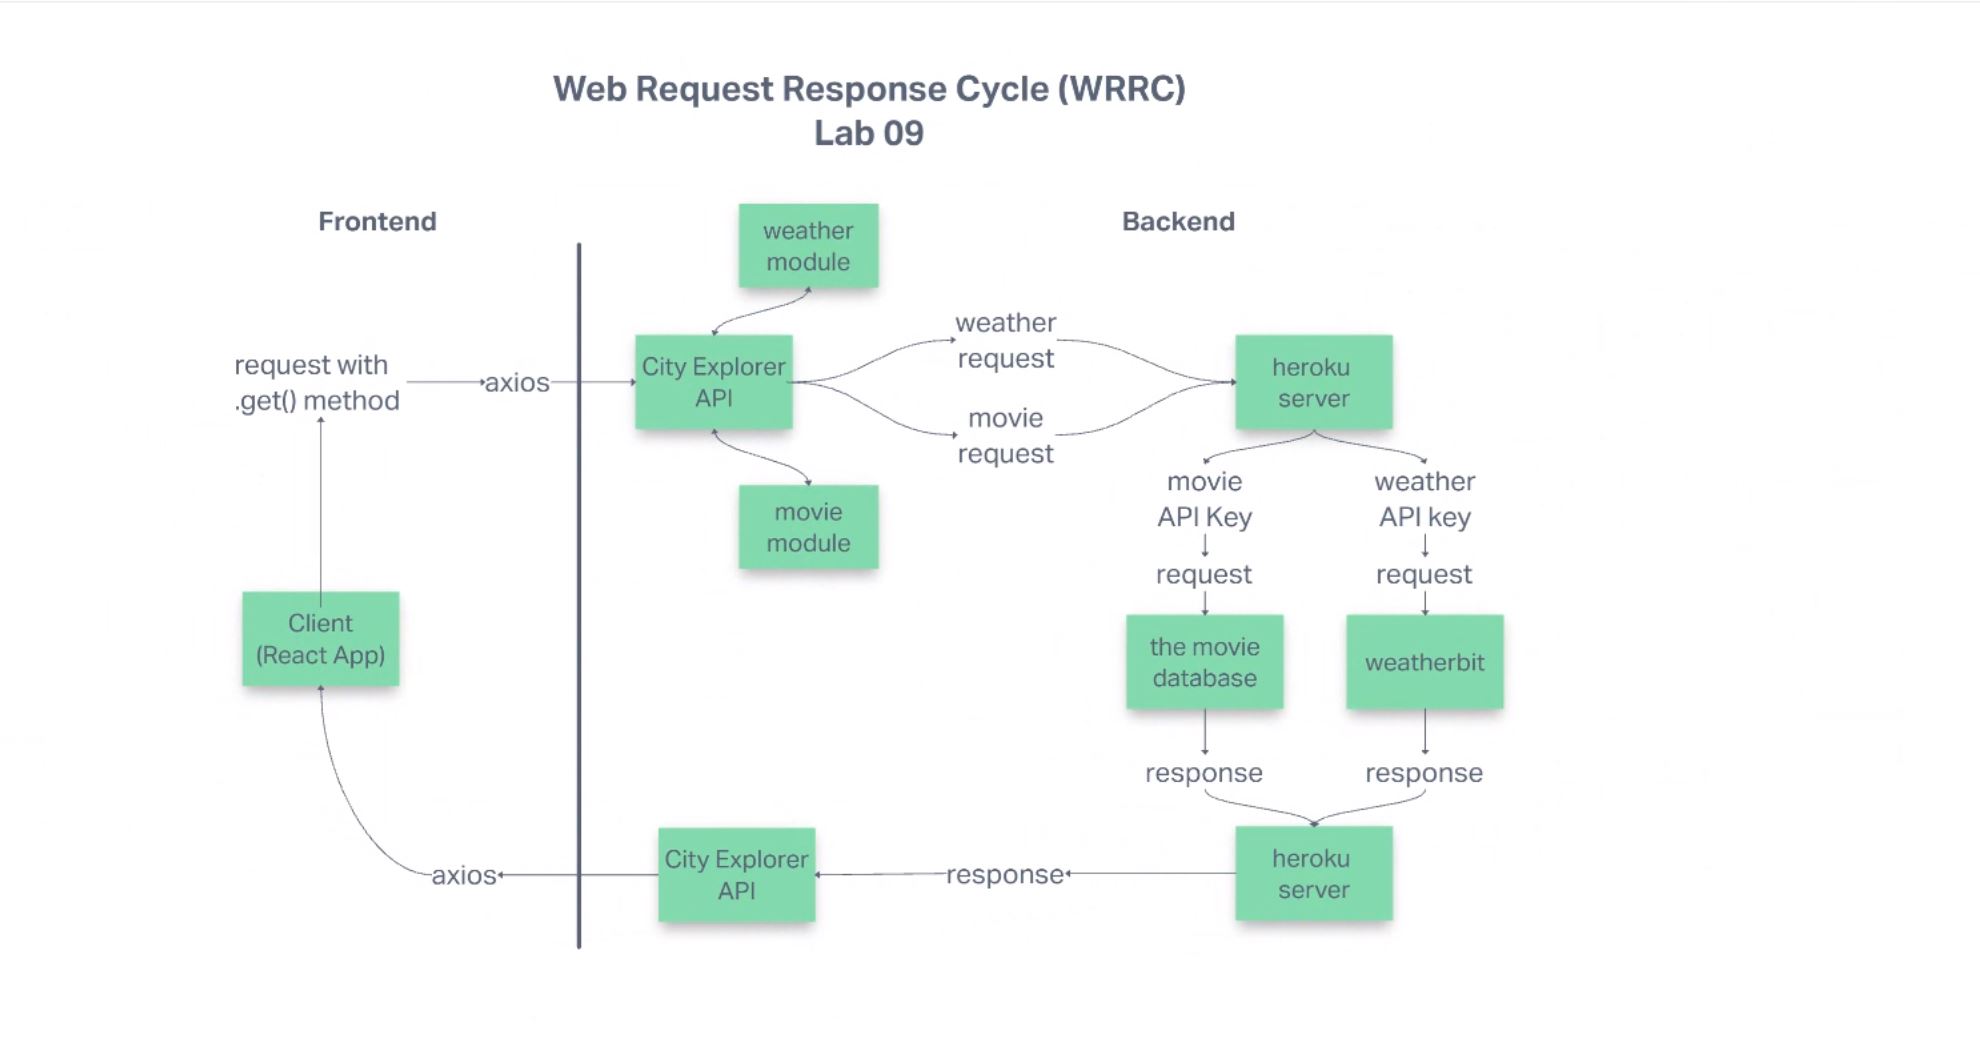 Web Request Response Cycle (WRRC)
Lab 09
Frontend
Backend
weather
module
request with
.get() method
axios
City Explorer
API
weather
request
movie
request
heroku
server
movie
module
movie
API Key
weather
API key
request
request
Client
(React App)
the movie
database
weatherbit
response
response
axios
City Explorer
API
response
heroku
server